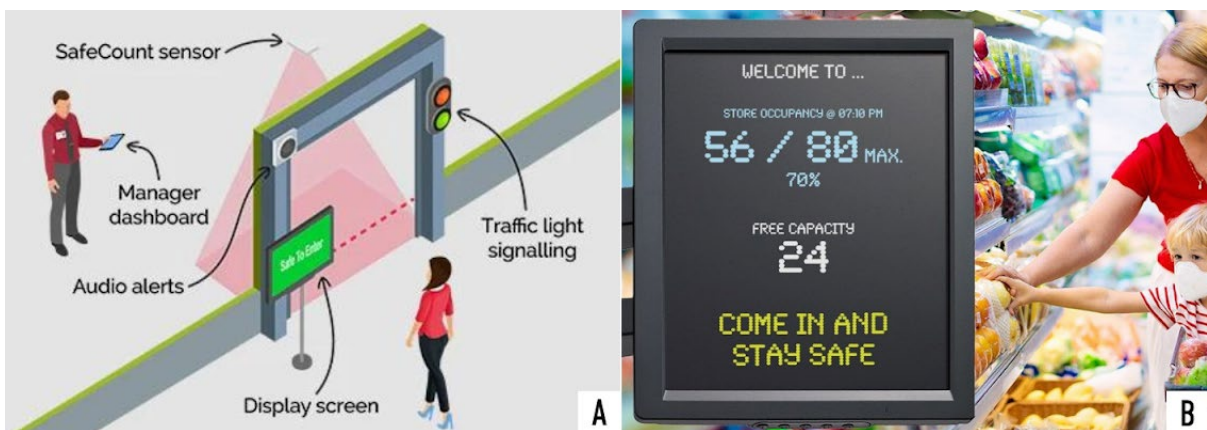 SafeCount sensor
Manager
dashboard
Audio alerts
Safe To Enter
Traffic light
signalling
Display screen
A
WELCOME TO ...
STORE OCCUPANCY @ 07:10 PM
56 / 80 MAX.
70%
FREE CAPACITY
24
COME IN AND
STAY SAFE
B